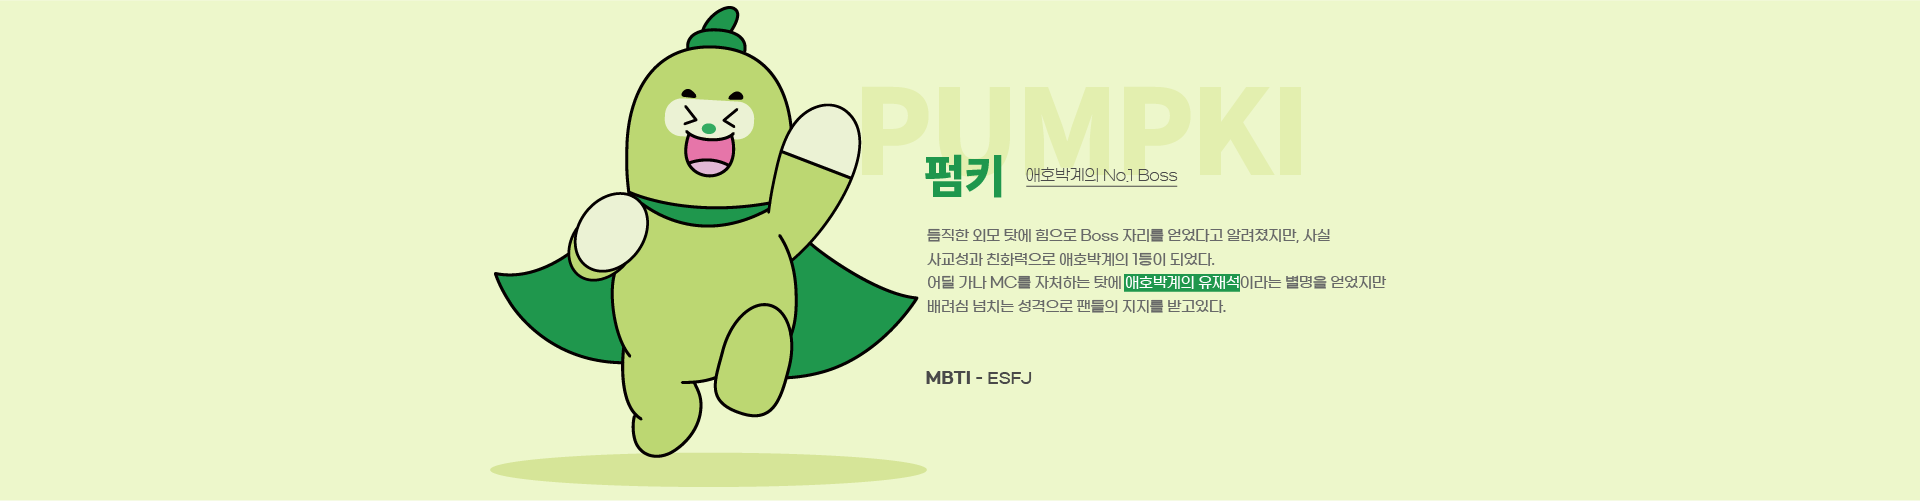 PUMPKI
펌키 애호박계의 No.1 Boss
듬직한 외모 탓에 힘으로 Boss 자리를 얻었다고 알려졌지만, 사실
사교성과 친화력으로 애호박계의 1등이 되었다.
어딜 가나 MC를 자처하는 탓에 애호박계의 유재석이라는 별명을 얻었지만
배려심 넘치는 성격으로 팬들의 지지를 받고있다.
MBTI - ESFJ